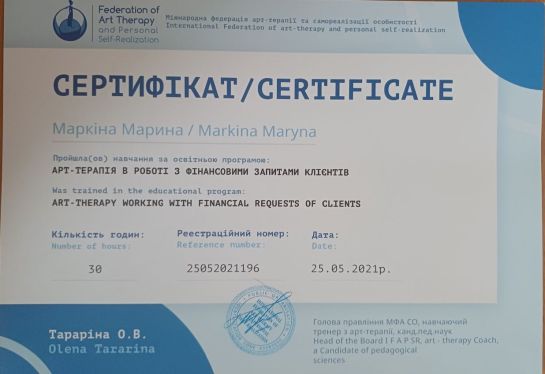 Federation of
Art Therapy
and Personal
Self-Realization
Міжнародна федерація арт-терапії та самореалізації особистості
International Federation of art-therapy and personal self-realization
СЕРТИФІКАТ/CERTIFICATE
Маркіна Марина / Markina Maryna
Пройшла(ов) навчання за освітньою програмою:
АРТ-ТЕРАПІЯ В РОБОТІ З ФІНАНСОВИМИ ЗАПИТАМИ КЛІЄНТІВ
Was trained in the educational program:
ART-THERAPY WORKING WITH FINANCIAL REQUESTS OF CLIENTS
Кількість годин: Реєстраційний номер: Дата:
Number of hours: Reference number: Date:
30 25052021196 25.05.2021р.
Тараріна О.В.
Olena Tararina
Голова правління МФА СО, навчаючий
тренер з арт-терапії, канд.пед.наук
Head of the Board I F A P SR, art - therapy Coach,
a Candidate of pedagogical
sciences